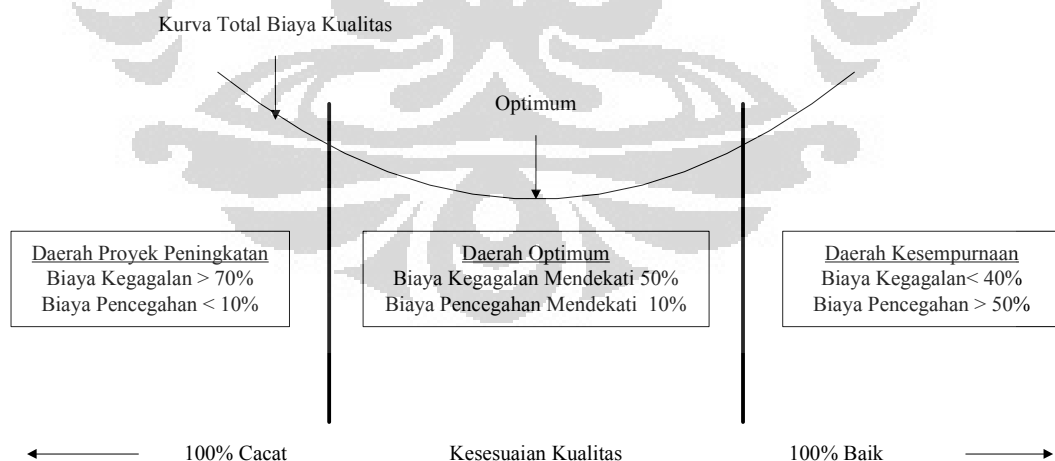 Kurva Total Biaya Kualitas
Optimum
Daerah Proyek Peningkatan
Biaya Kegagalan > 70%
Biaya Pencegahan < 10%
Daerah Optimum
Biaya Kegagalan Mendekati 50%
Biaya Pencegahan Mendekati 10%
Daerah Kesempurnaan
Biaya Kegagalan< 40%
Biaya Pencegahan > 50%
100% Cacat
Kesesuaian Kualitas
100% Baik